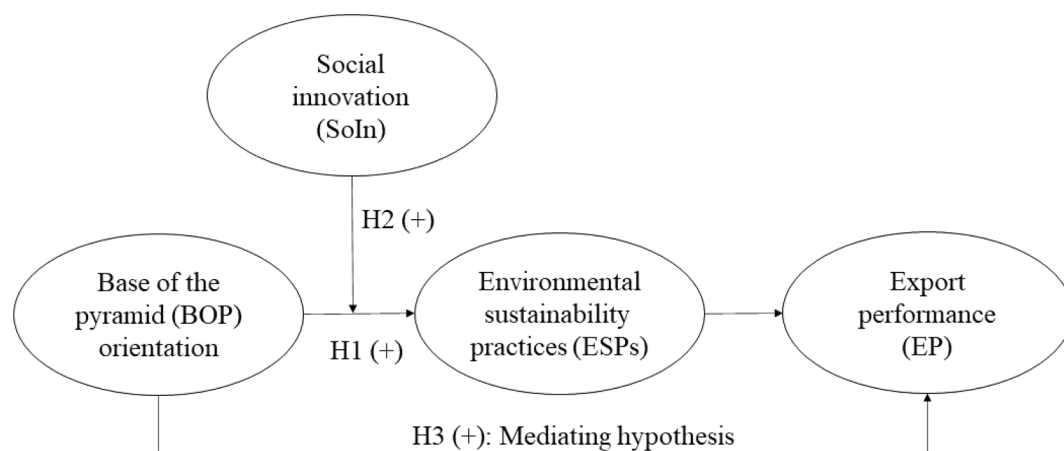 Social
innovation
(SoIn)
H2 (+)
Base of the
pyramid (BOP)
orientation
H1 (+)
Environmental
sustainability
practices (ESPs)
Export
performance
(EP)
H3 (+): Mediating hypothesis